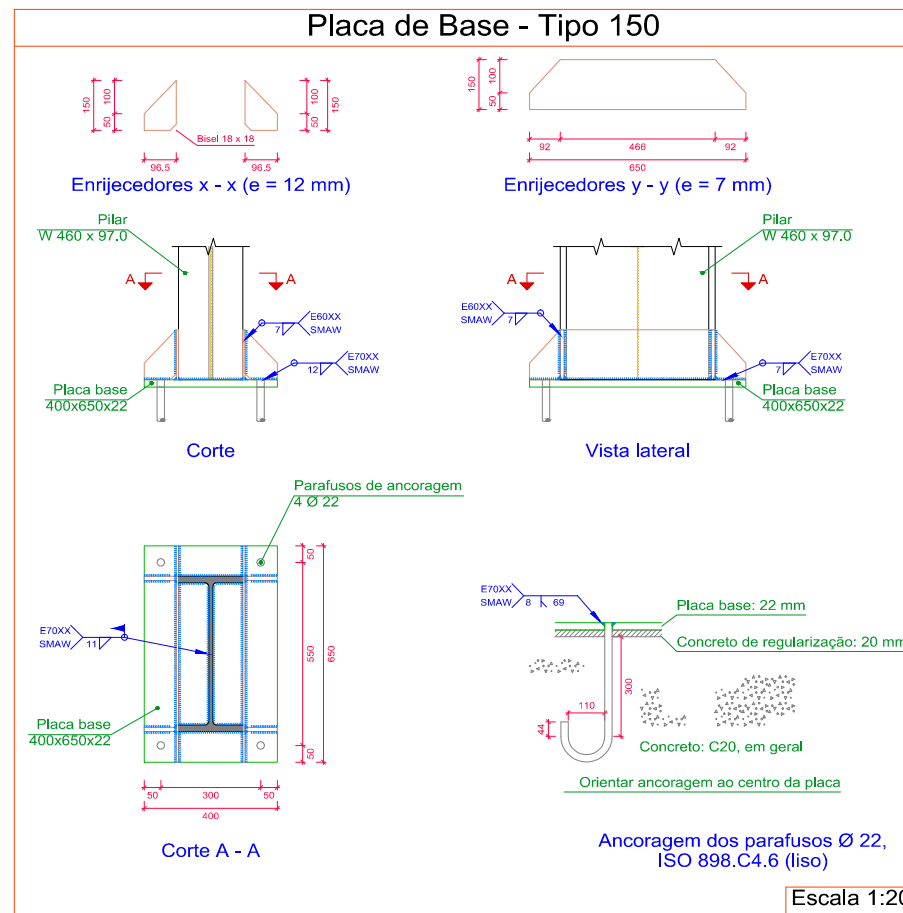 Placa de Base - Tipo 150
150
100
50
Bisel 18 x 18
100
50
150
96.5
96.5
Enrijecedores x - x (e = 12 mm)
150
100
50
92
466
92
650
Enrijecedores y - y (e = 7 mm)
Pilar
W 460 x 97.0
A
A
E60XX
SMAW
7
E70XX
SMAW
12
Placa base
400x650x22
Corte
Pilar
W 460 x 97.0
A
A
E60XX
SMAW
7
E70XX
SMAW
7
Placa base
400x650x22
Vista lateral
Parafusos de ancoragem
4 Ø 22
E70XX
SMAW
11
Placa base
400x650x22
50
550
50
650
50
300
50
400
Corte A - A
E70XX
SMAW
8
69
Placa base: 22 mm
Concreto de regularização: 20 mm
300
110
44
Concreto: C20, em geral
Orientar ancoragem ao centro da placa
Ancoragem dos parafusos Ø 22,
ISO 898.C4.6 (liso)
Escala 1:20